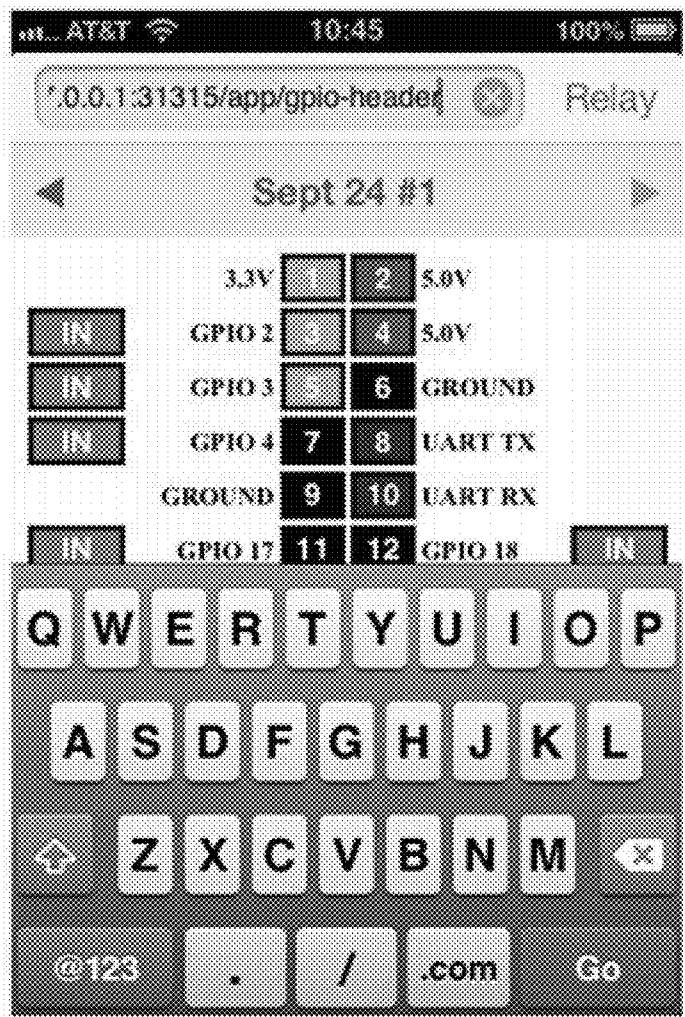 AT&T 10:45 100%
'.0.0.1:31315/app/gpio-header Relay
Sept 24 #1
3.3V 1 2 5.0V
IN GPIO 2 3 4 5.0V
IN GPIO 3 5 6 GROUND
IN GPIO 4 7 8 UART TX
GROUND 9 10 UART RX
IN GPIO 17 11 12 GPIO 18 IN
Q W E R T Y U I O P
A S D F G H J K L
Z X C V B N M
@123 . / .com Go